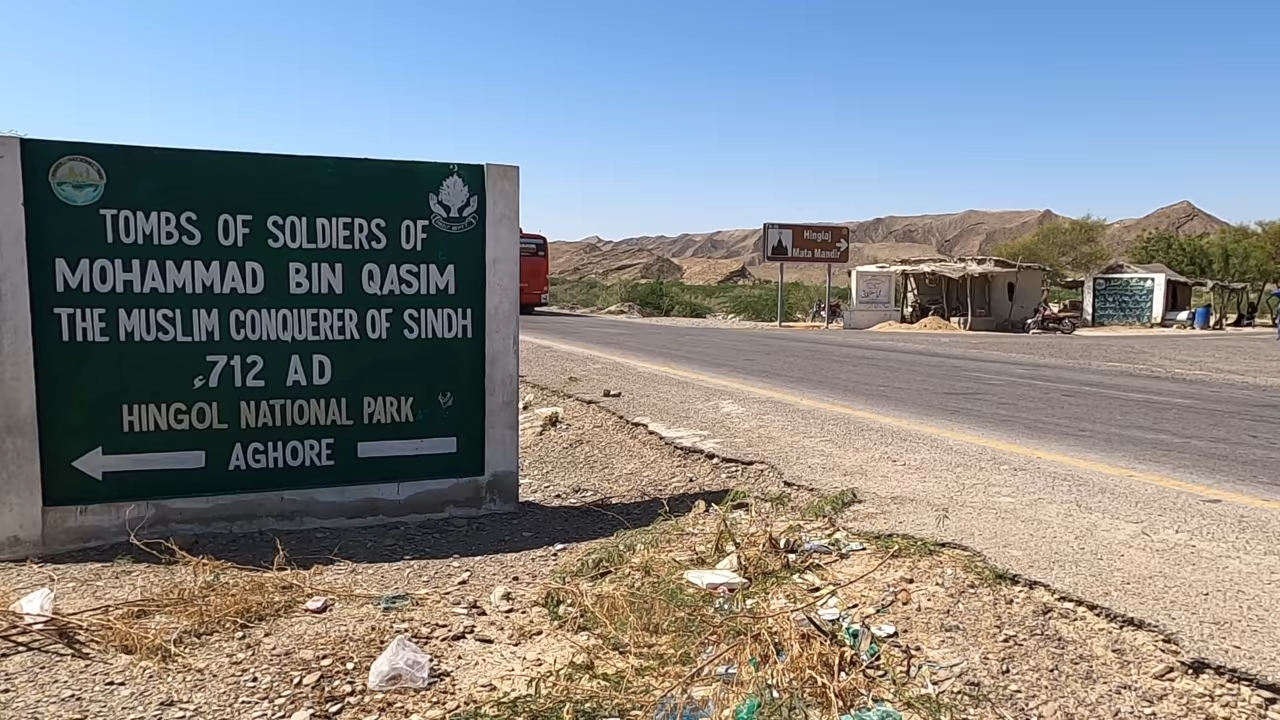 TOMBS OF SOLDIERS OF
MOHAMMAD BIN QASIM
THE MUSLIM CONQUERER OF SINDH
712ء AD
HINGOL NATIONAL PARK
AGHORE
Hinglaj
Mata Mandir